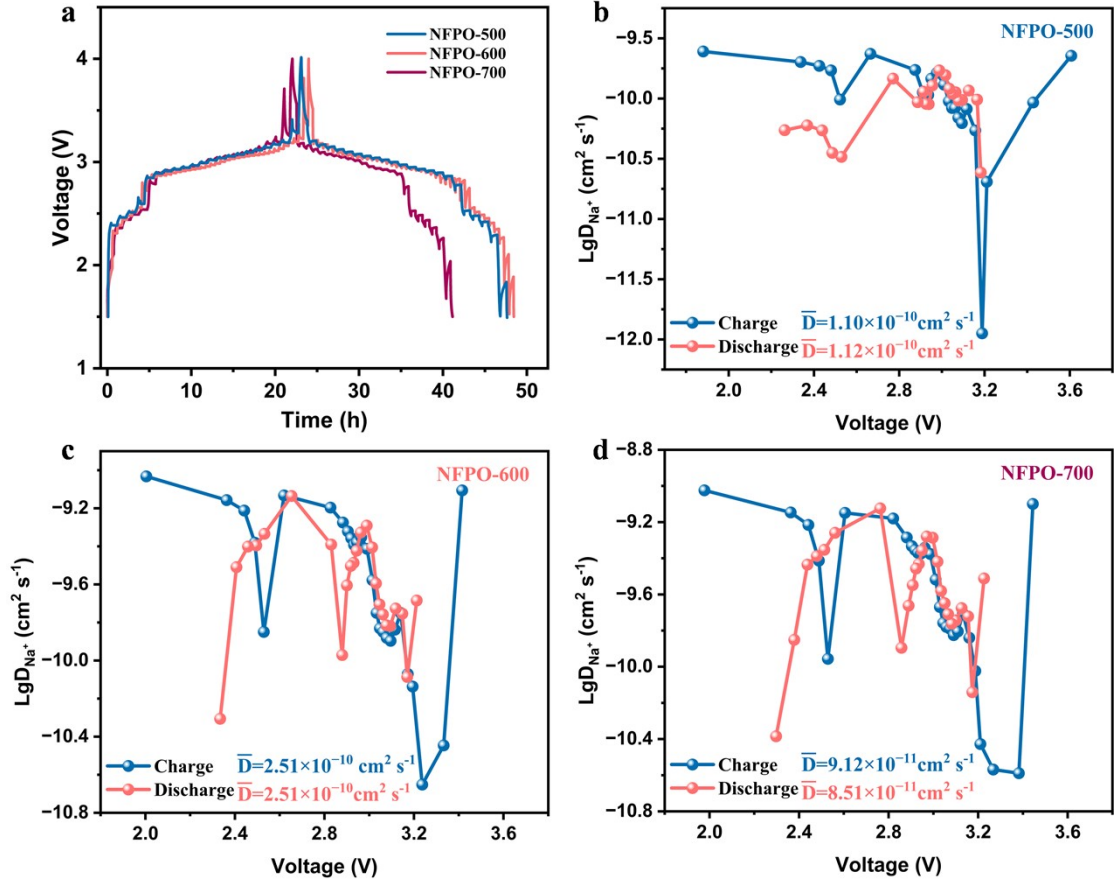 a
NFPO-500
NFPO-600
NFPO-700
4
3
2
1
Voltage (V)
0 10 20 30 40 50
Time (h)
b
NFPO-500
−9.5
−10.0
−10.5
−11.0
−11.5
−12.0
LgD_Na⁺ (cm² s⁻¹)
Charge D̅=1.10×10⁻¹⁰cm² s⁻¹
Discharge D̅=1.12×10⁻¹⁰cm² s⁻¹
2.0 2.4 2.8 3.2 3.6
Voltage (V)
c
NFPO-600
−9.2
−9.6
−10.0
−10.4
−10.8
LgD_Na⁺ (cm² s⁻¹)
Charge D̅=2.51×10⁻¹⁰ cm² s⁻¹
Discharge D̅=2.51×10⁻¹⁰cm² s⁻¹
2.0 2.4 2.8 3.2 3.6
Voltage (V)
d
NFPO-700
−8.8
−9.2
−9.6
−10.0
−10.4
−10.8
LgD_Na⁺ (cm² s⁻¹)
Charge D̅=9.12×10⁻¹¹cm² s⁻¹
Discharge D̅=8.51×10⁻¹¹cm² s⁻¹
2.0 2.4 2.8 3.2 3.6
Voltage (V)